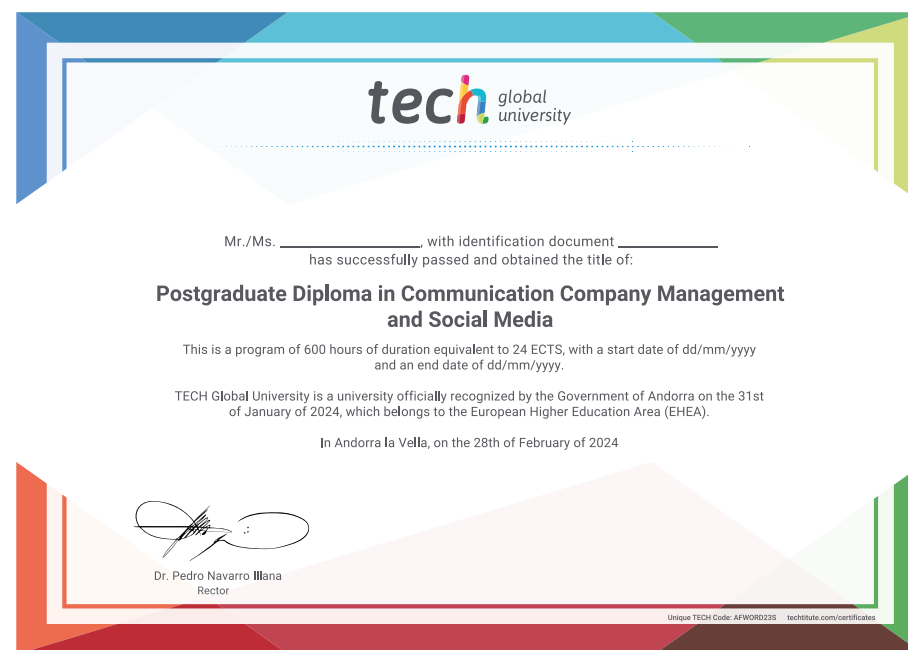 tech global university
Mr./Ms. ____________, with identification document ____________
has successfully passed and obtained the title of:
Postgraduate Diploma in Communication Company Management
and Social Media
This is a program of 600 hours of duration equivalent to 24 ECTS, with a start date of dd/mm/yyyy
and an end date of dd/mm/yyyy.
TECH Global University is a university officially recognized by the Government of Andorra on the 31st
of January of 2024, which belongs to the European Higher Education Area (EHEA).
In Andorra la Vella, on the 28th of February of 2024
Dr. Pedro Navarro Illana
Rector
Unique TECH Code: AFWORD23S techtitute.com/certificates